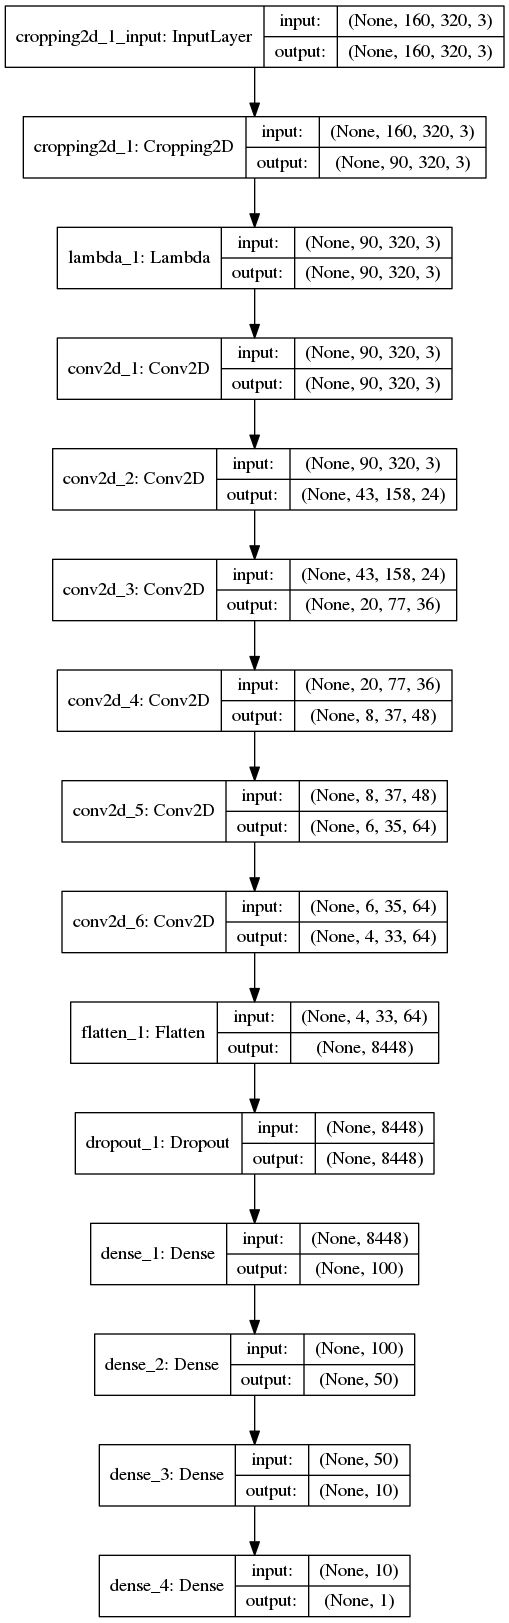 cropping2d_1_input: InputLayer
input: (None, 160, 320, 3)
output: (None, 160, 320, 3)
cropping2d_1: Cropping2D
input: (None, 160, 320, 3)
output: (None, 90, 320, 3)
lambda_1: Lambda
input: (None, 90, 320, 3)
output: (None, 90, 320, 3)
conv2d_1: Conv2D
input: (None, 90, 320, 3)
output: (None, 90, 320, 3)
conv2d_2: Conv2D
input: (None, 90, 320, 3)
output: (None, 43, 158, 24)
conv2d_3: Conv2D
input: (None, 43, 158, 24)
output: (None, 20, 77, 36)
conv2d_4: Conv2D
input: (None, 20, 77, 36)
output: (None, 8, 37, 48)
conv2d_5: Conv2D
input: (None, 8, 37, 48)
output: (None, 6, 35, 64)
conv2d_6: Conv2D
input: (None, 6, 35, 64)
output: (None, 4, 33, 64)
flatten_1: Flatten
input: (None, 4, 33, 64)
output: (None, 8448)
dropout_1: Dropout
input: (None, 8448)
output: (None, 8448)
dense_1: Dense
input: (None, 8448)
output: (None, 100)
dense_2: Dense
input: (None, 100)
output: (None, 50)
dense_3: Dense
input: (None, 50)
output: (None, 10)
dense_4: Dense
input: (None, 10)
output: (None, 1)